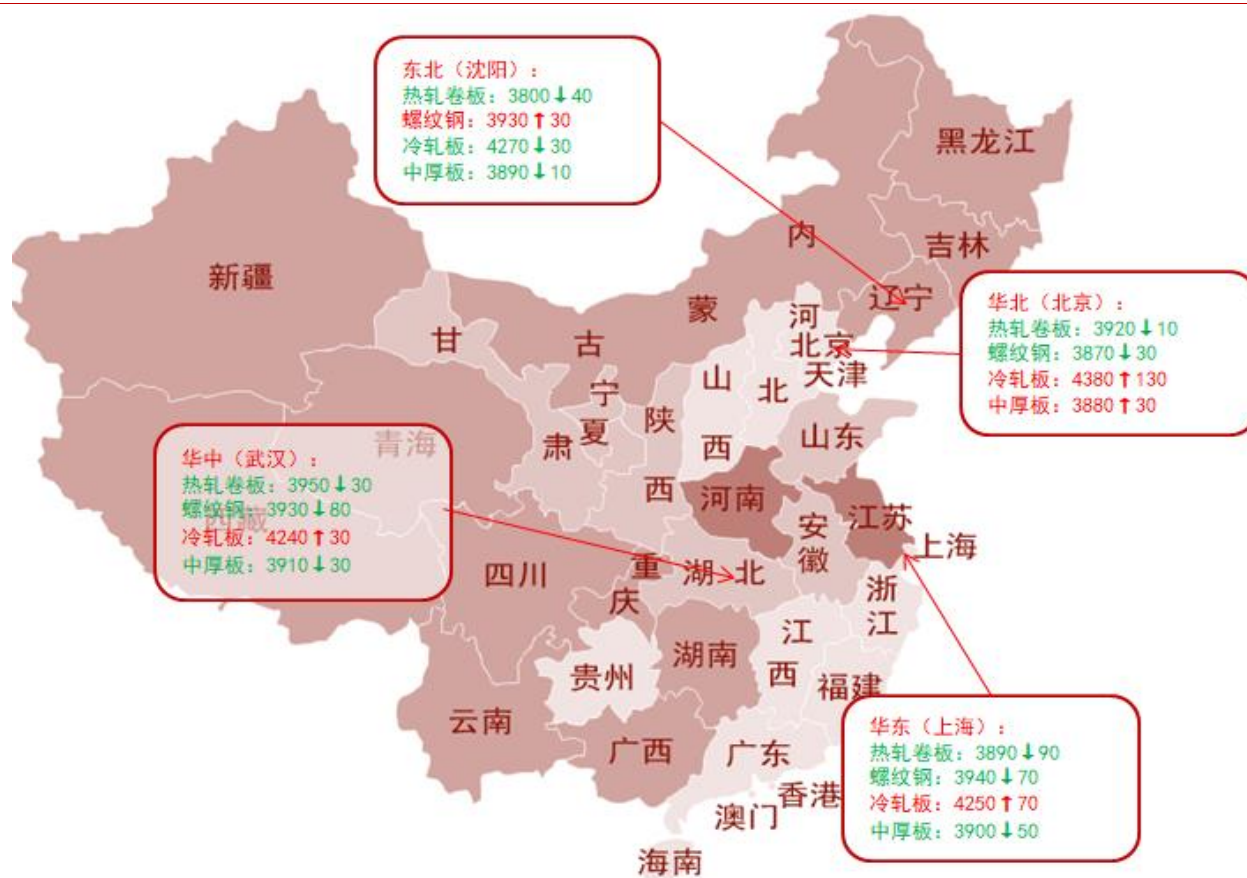 东北（沈阳）：
热轧卷板：3800↓40
螺纹钢：3930↑30
冷轧板：4270↓30
中厚板：3890↓10
黑龙江
内
吉林
新疆
辽宁
蒙
华北（北京）：
热轧卷板：3920↓10
螺纹钢：3870↓30
冷轧板：4380↑130
中厚板：3880↑30
河
甘
古
北京
山
天津
宁
北
陕
夏
肃
山东
青海
华中（武汉）：
热轧卷板：3950↓30
螺纹钢：3930↓80
冷轧板：4240↑30
中厚板：3910↓30
西
西
河南
西藏
江苏
安
徽
上海
四川
重
湖
北
庆
浙
江
江
湖南
西
贵州
福建
云南
广西
广东
华东（上海）：
热轧卷板：3890↓90
螺纹钢：3940↓70
冷轧板：4250↑70
中厚板：3900↓50
香港
澳门
海南